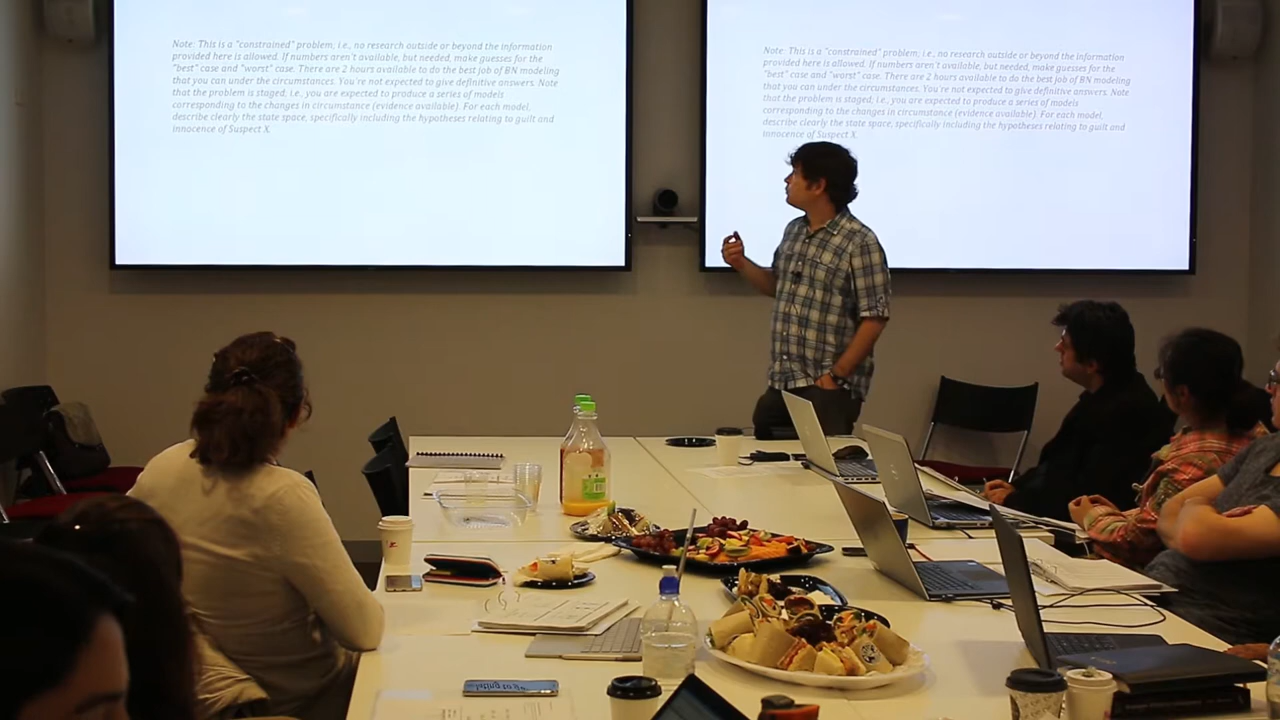 Note: This is a "constrained" problem; i.e., no research outside or beyond the information
provided here is allowed. If numbers aren't available, but needed, make guesses for the
"best" case and "worst" case. There are 2 hours available to do the best job of BN modeling
that you can under the circumstances. You're not expected to give definitive answers. Note
that the problem is staged; i.e., you are expected to produce a series of models
corresponding to the changes in circumstance (evidence available). For each model,
describe clearly the state space, specifically including the hypotheses relating to guilt and
innocence of Suspect X.
Note: This is a "constrained" problem; i.e., no research outside or beyond the information
provided here is allowed. If numbers aren't available, but needed, make guesses for the
"best" case and "worst" case. There are 2 hours available to do the best job of BN modeling
that you can under the circumstances. You're not expected to give definitive answers. Note
that the problem is staged; i.e., you are expected to produce a series of models
corresponding to the changes in circumstance (evidence available). For each model,
describe clearly the state space, specifically including the hypotheses relating to guilt and
innocence of Suspect X.